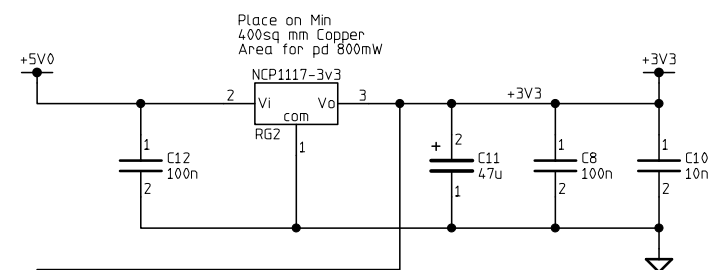 Place on Min
400sq mm Copper
Area for pd 800mW
+5V0
+3V3
NCP1117-3v3
2
Vi
Vo
3
+3V3
com
RG2
1
1
C12
100n
2
+
2
C11
47u
1
1
C8
100n
2
1
C10
10n
2